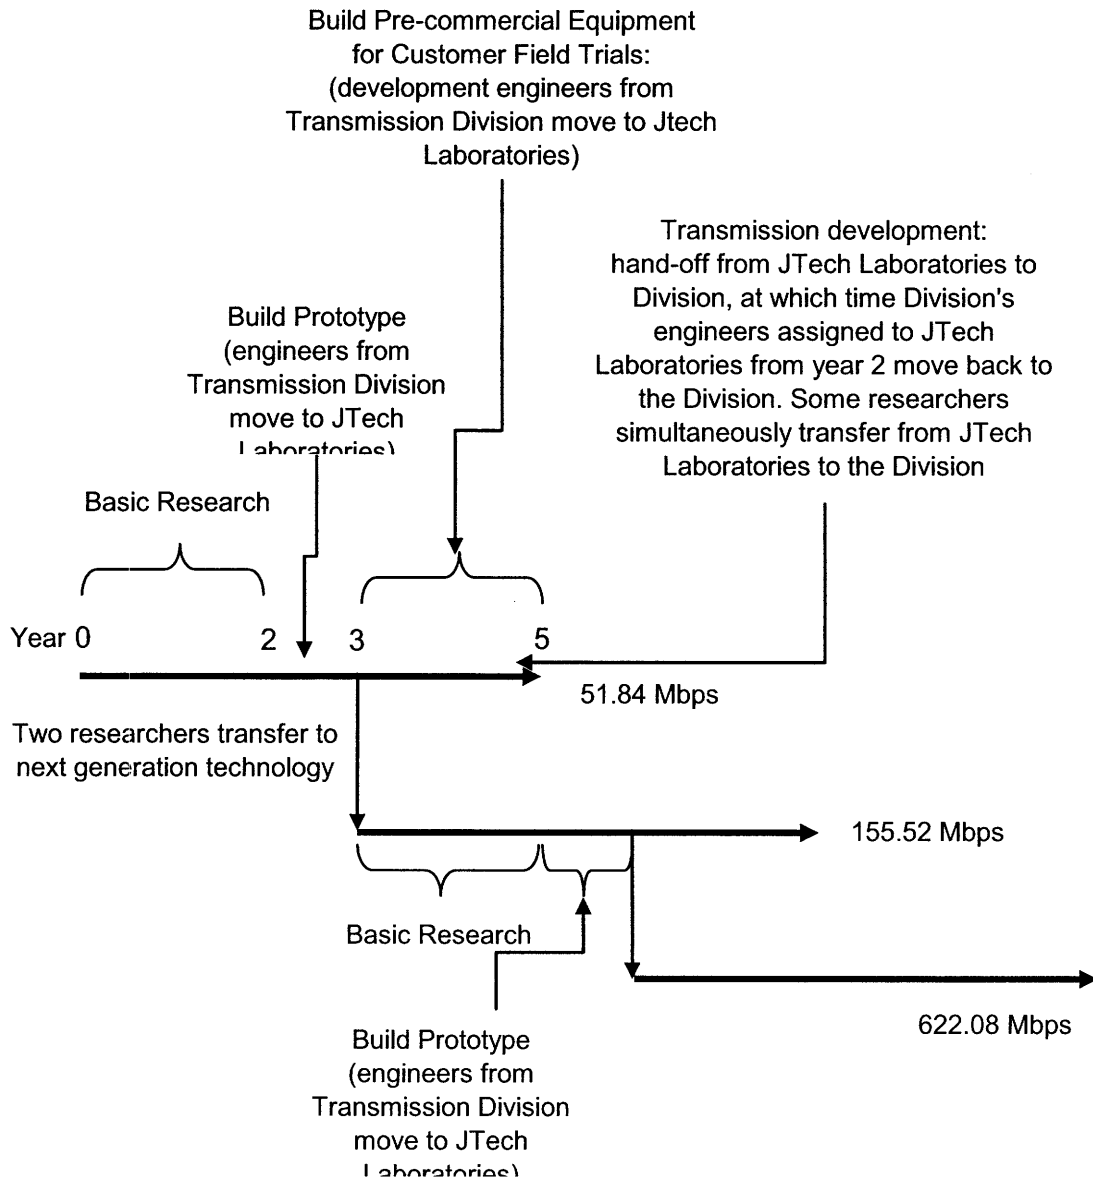 Build Pre-commercial Equipment
for Customer Field Trials:
(development engineers from
Transmission Division move to Jtech
Laboratories)
Transmission development:
hand-off from JTech Laboratories to
Division, at which time Division's
engineers assigned to JTech
Laboratories from year 2 move back to
the Division. Some researchers
simultaneously transfer from JTech
Laboratories to the Division
Build Prototype
(engineers from
Transmission Division
move to JTech
Laboratories)
Basic Research
Year 0 2 3 5
51.84 Mbps
Two researchers transfer to
next generation technology
155.52 Mbps
Basic Research
622.08 Mbps
Build Prototype
(engineers from
Transmission Division
move to JTech
Laboratories)